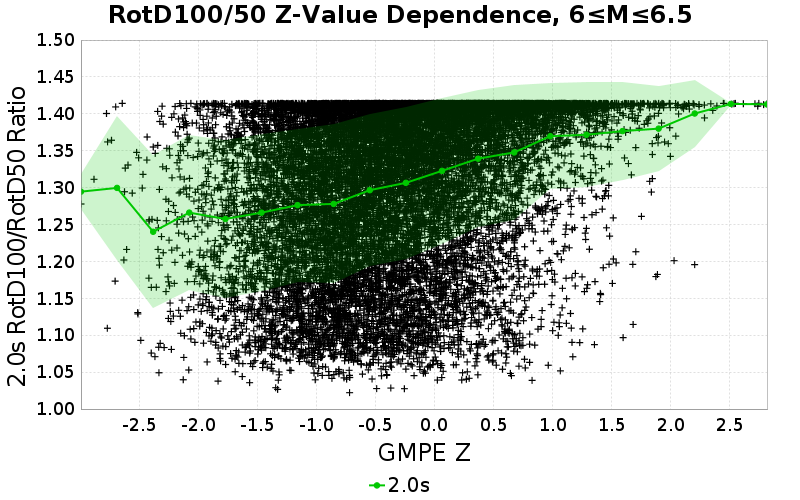 RotD100/50 Z-Value Dependence, 6≤M≤6.5
2.0s RotD100/RotD50 Ratio
1.50
1.45
1.40
1.35
1.30
1.25
1.20
1.15
1.10
1.05
1.00
-2.5 -2.0 -1.5 -1.0 -0.5 0.0 0.5 1.0 1.5 2.0 2.5
GMPE Z
2.0s